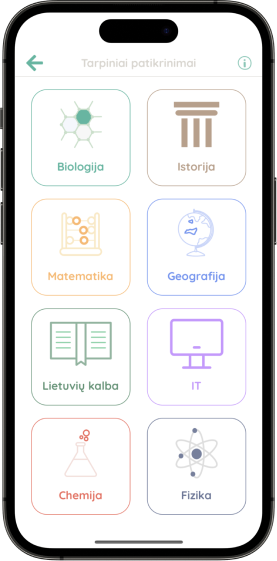 Tarpiniai patikrinimai
Biologija
Istorija
Matematika
Geografija
Lietuvių kalba
IT
Chemija
Fizika